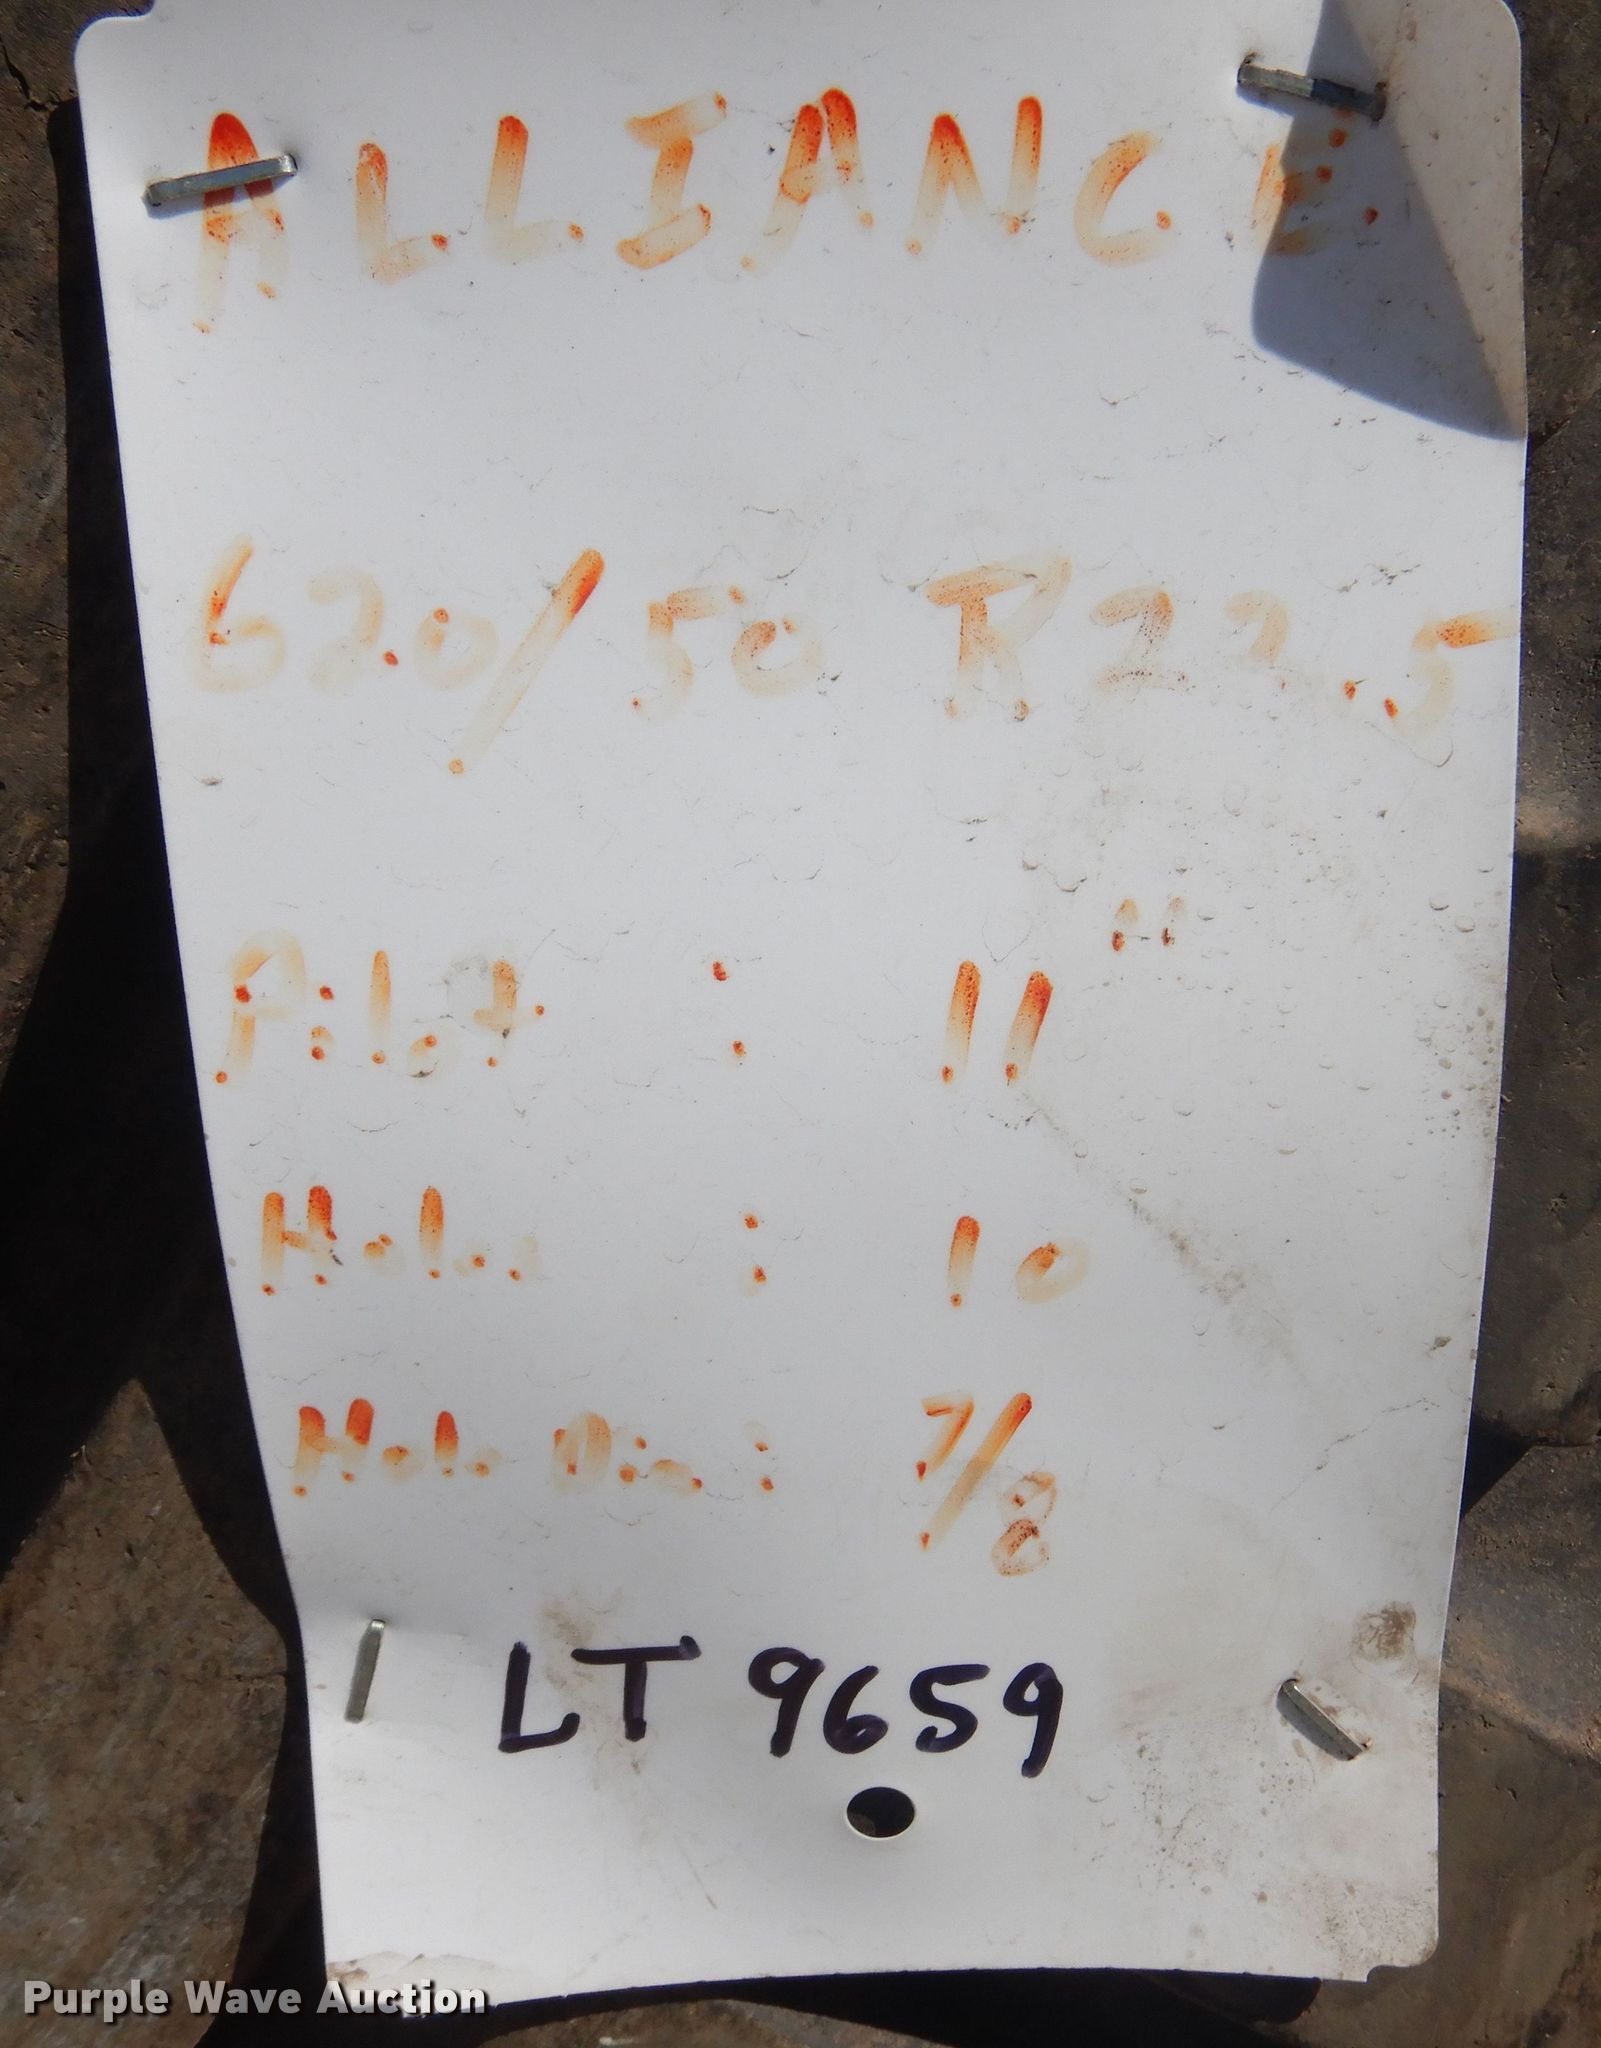 ALLIANCE
620/50 R22.5
Pilot : 11"
Holes : 10
Hole Dia : 7/8
LT 9659
Purple Wave Auction